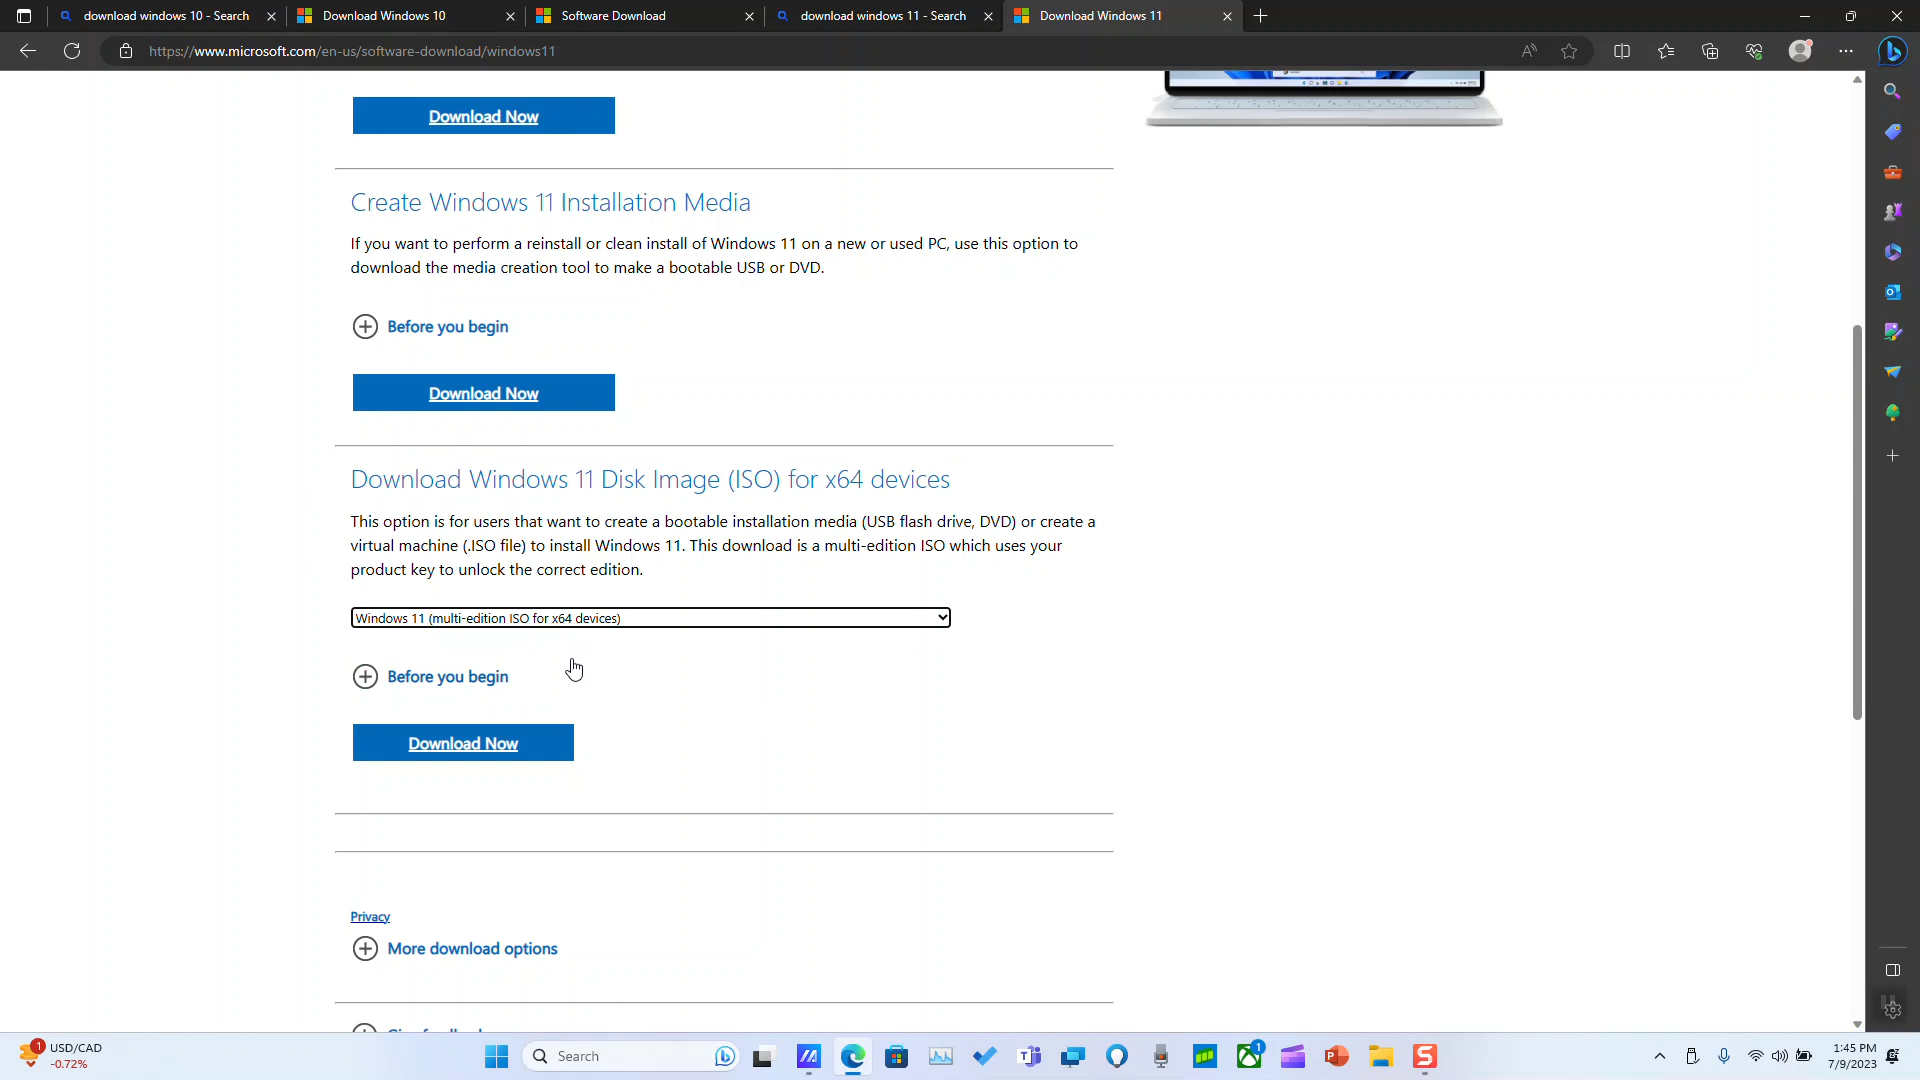 download windows 10 - Search
Download Windows 10
Software Download
download windows 11 - Search
Download Windows 11
https://www.microsoft.com/en-us/software-download/windows11
Download Now
Create Windows 11 Installation Media
If you want to perform a reinstall or clean install of Windows 11 on a new or used PC, use this option to
download the media creation tool to make a bootable USB or DVD.
Before you begin
Download Now
Download Windows 11 Disk Image (ISO) for x64 devices
This option is for users that want to create a bootable installation media (USB flash drive, DVD) or create a
virtual machine (.ISO file) to install Windows 11. This download is a multi-edition ISO which uses your
product key to unlock the correct edition.
Windows 11 (multi-edition ISO for x64 devices)
Before you begin
Download Now
Privacy
More download options
1
USD/CAD
-0.72%
Search
1
1:45 PM
7/9/2023